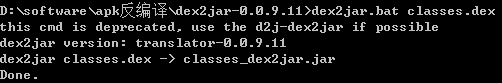 D:\software\apk反编译\dex2jar-0.0.9.11>dex2jar.bat classes.dex
this cmd is deprecated, use the d2j-dex2jar if possible
dex2jar version: translator-0.0.9.11
dex2jar classes.dex -> classes_dex2jar.jar
Done.